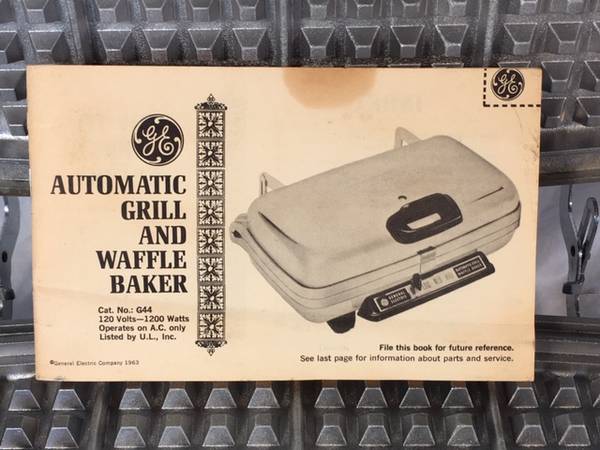 GE
GE
AUTOMATIC
GRILL
AND
WAFFLE
BAKER
Cat. No.: G44
120 Volts—1200 Watts
Operates on A.C. only
Listed by U.L., Inc.
©General Electric Company 1963
GENERAL
ELECTRIC
File this book for future reference.
See last page for information about parts and service.